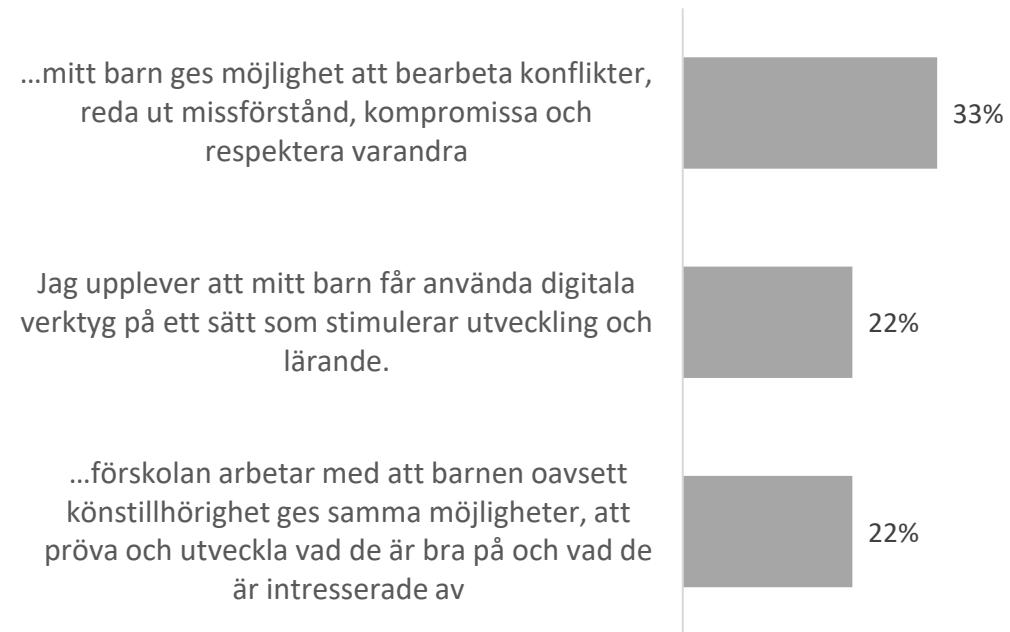 ...mitt barn ges möjlighet att bearbeta konflikter,
reda ut missförstånd, kompromissa och
respektera varandra
33%
Jag upplever att mitt barn får använda digitala
verktyg på ett sätt som stimulerar utveckling och
lärande.
22%
...förskolan arbetar med att barnen oavsett
könstillhörighet ges samma möjligheter, att
pröva och utveckla vad de är bra på och vad de
är intresserade av
22%